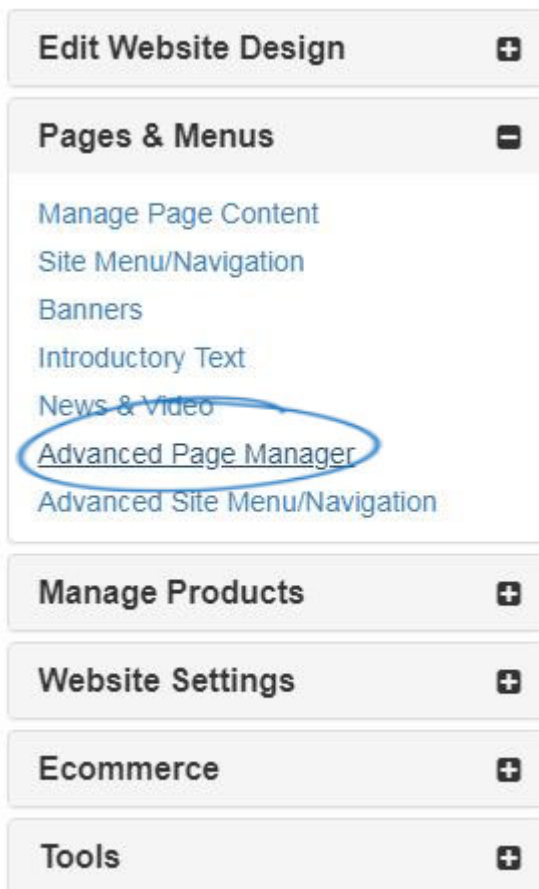 Edit Website Design
Pages & Menus
Manage Page Content
Site Menu/Navigation
Banners
Introductory Text
News & Video
Advanced Page Manager
Advanced Site Menu/Navigation
Manage Products
Website Settings
Ecommerce
Tools